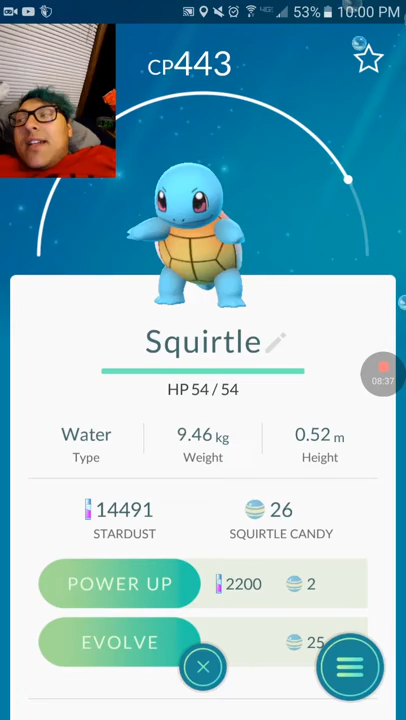 53% 10:00 PM
CP443
Squirtle
HP 54 / 54
08:37
Water 9.46 kg 0.52 m
Type Weight Height
14491 26
STARDUST SQUIRTLE CANDY
POWER UP 2200 2
EVOLVE 25